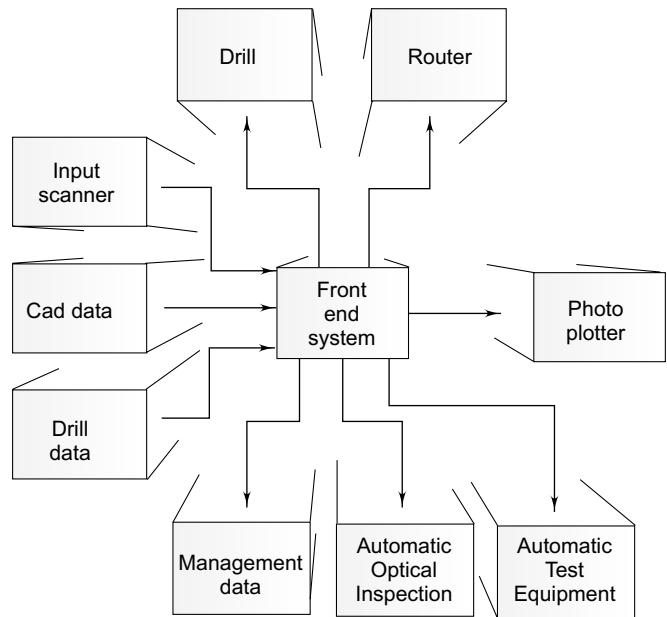 Drill
Router
Input
scanner
Cad data
Front
end
system
Photo
plotter
Drill
data
Management
data
Automatic
Optical
Inspection
Automatic
Test
Equipment